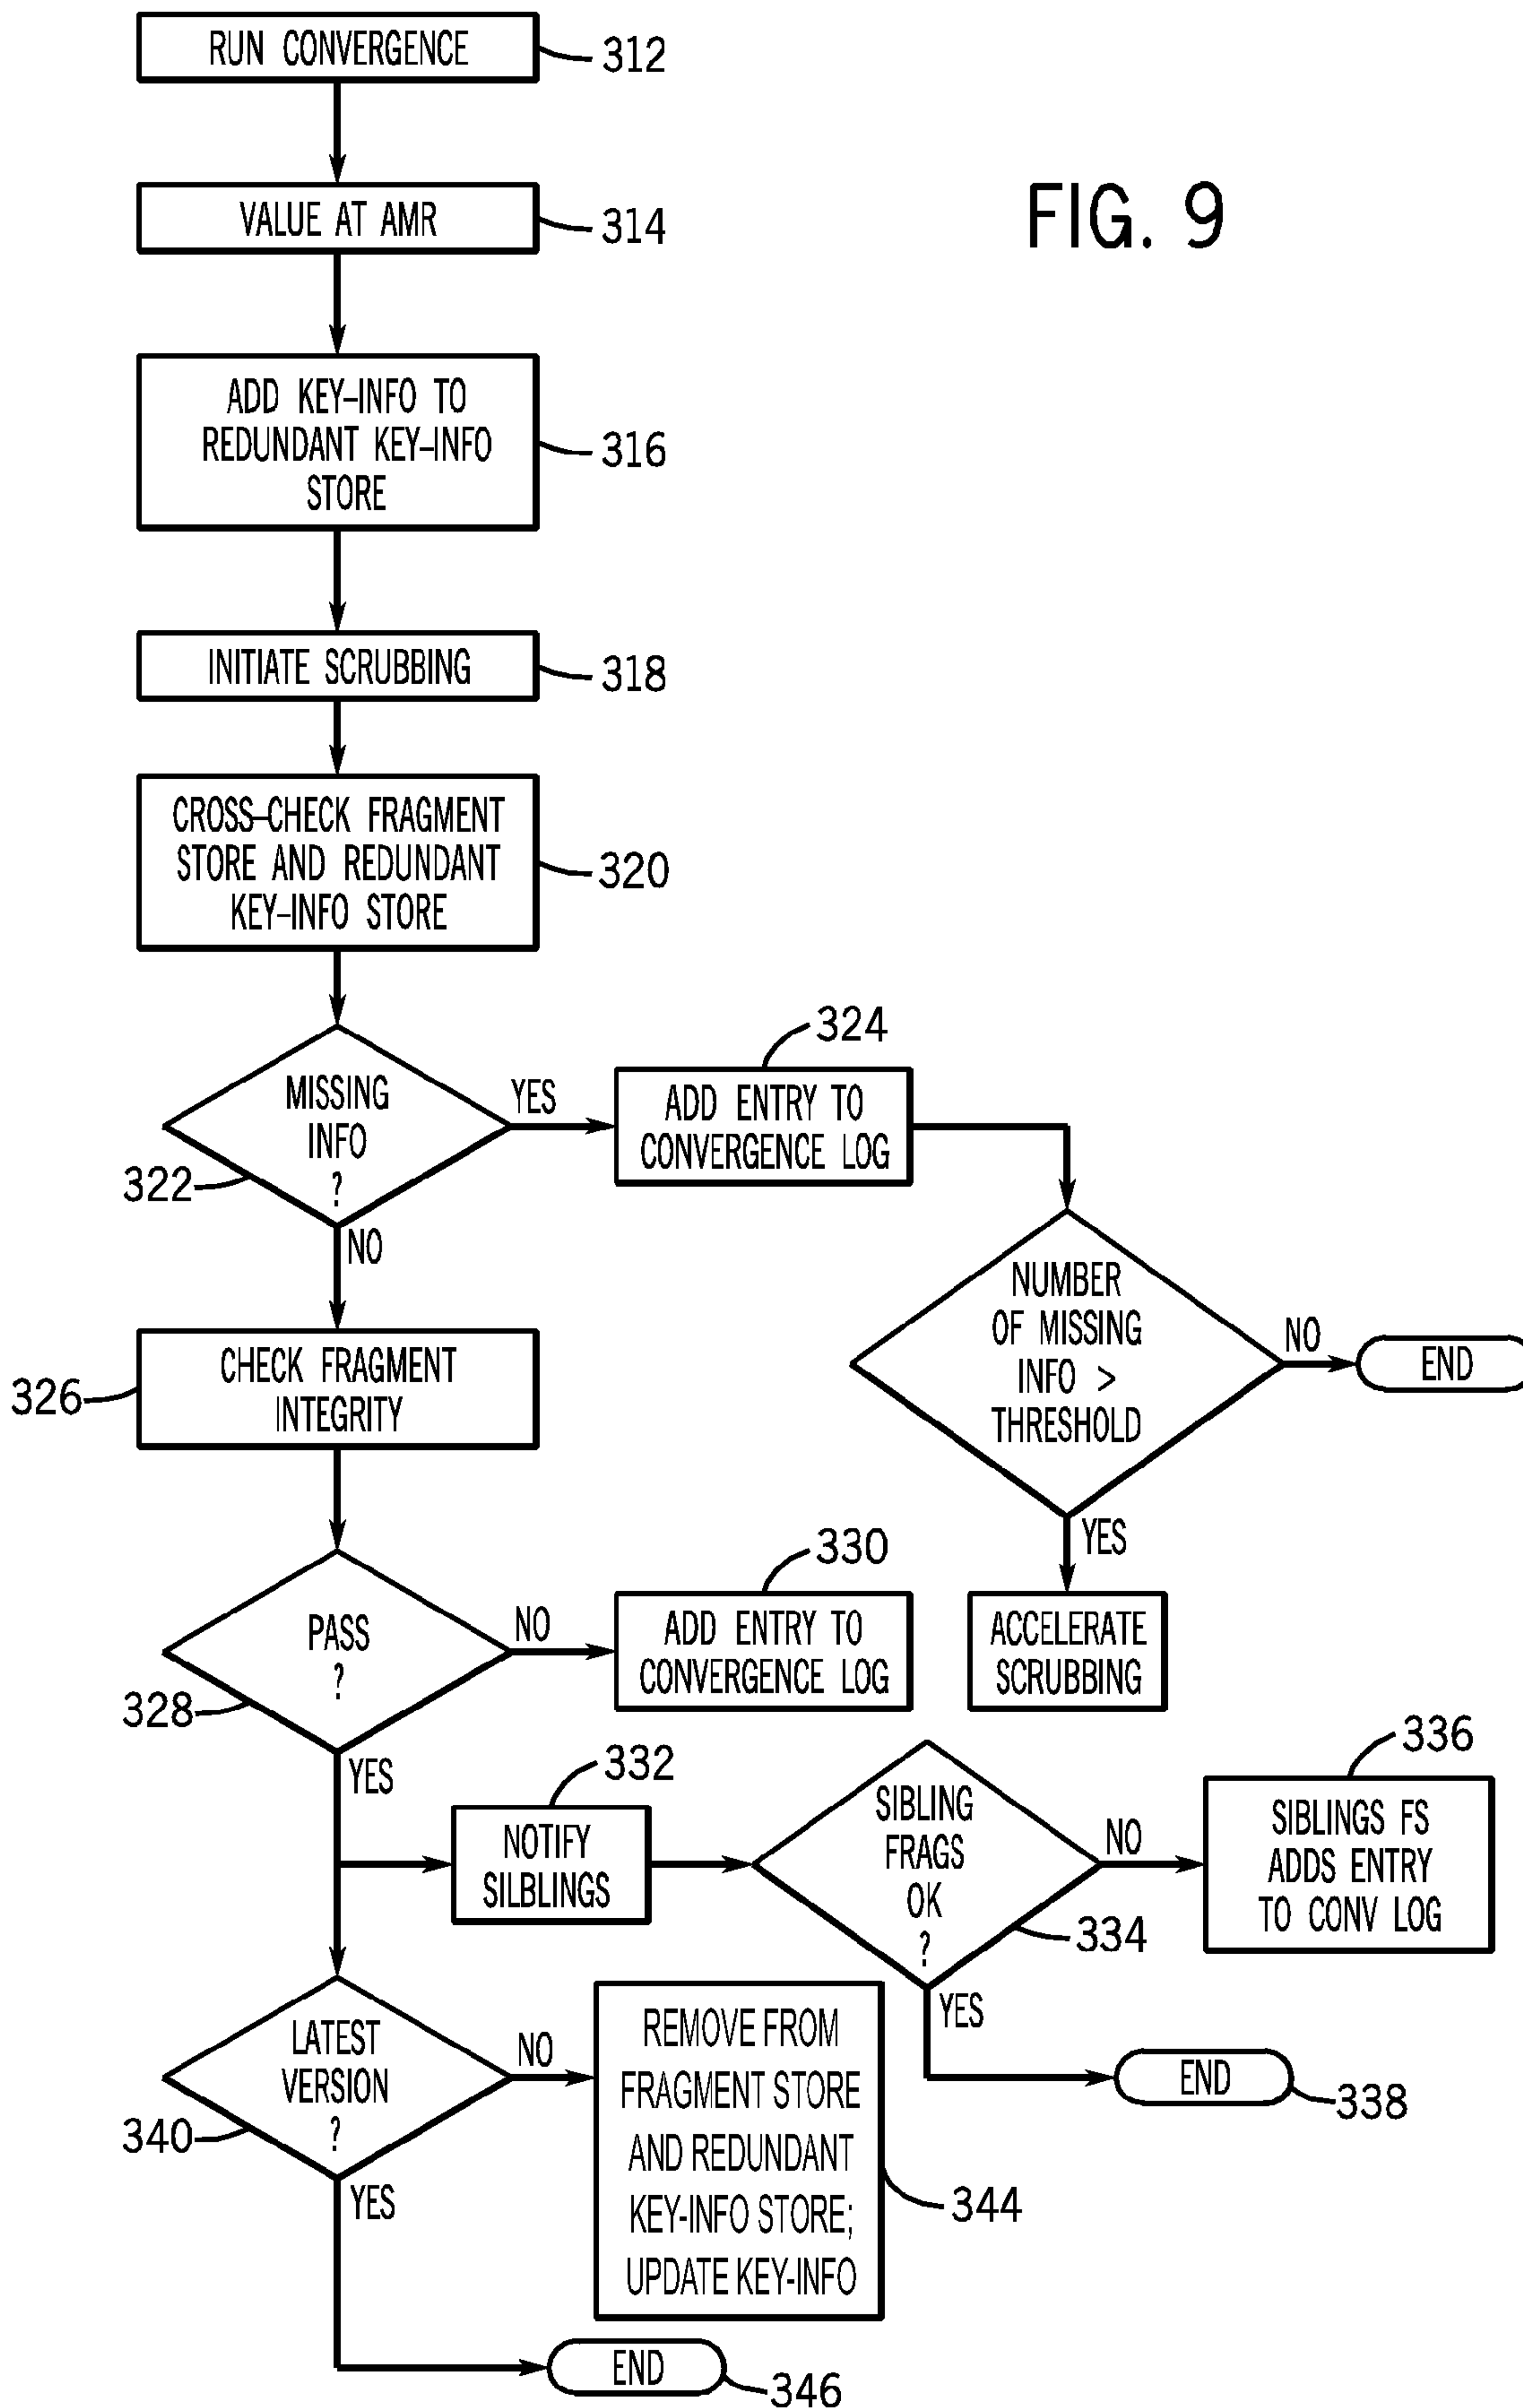 RUN CONVERGENCE
312
VALUE AT AMR
314
FIG. 9
ADD KEY–INFO TO
REDUNDANT KEY–INFO
STORE
316
INITIATE SCRUBBING
318
CROSS–CHECK FRAGMENT
STORE AND REDUNDANT
KEY–INFO STORE
320
MISSING
INFO
?
322
YES
NO
324
ADD ENTRY TO
CONVERGENCE LOG
NUMBER
OF MISSING
INFO >
THRESHOLD
NO
END
YES
ACCELERATE
SCRUBBING
CHECK FRAGMENT
INTEGRITY
326
PASS
?
328
NO
YES
330
ADD ENTRY TO
CONVERGENCE LOG
332
NOTIFY
SILBLINGS
SIBLING
FRAGS
OK
?
334
NO
YES
336
SIBLINGS FS
ADDS ENTRY
TO CONV LOG
END
338
LATEST
VERSION
?
340
NO
YES
REMOVE FROM
FRAGMENT STORE
AND REDUNDANT
KEY-INFO STORE;
UPDATE KEY-INFO
344
END
346